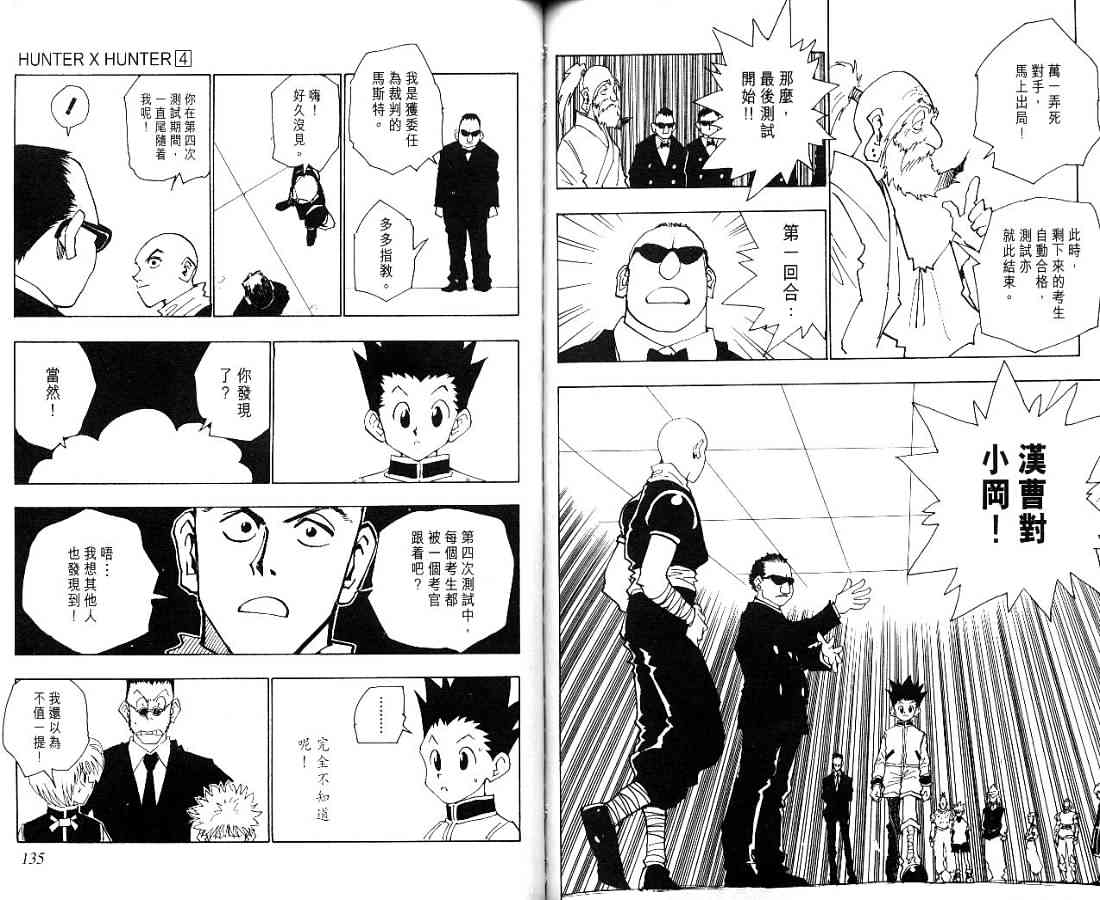 萬一弄死
對手，
馬上出局！
此時，
剩下來的考生
自動合格，
測試亦
就此結束。
那麼，
最後測試
開始!!
第一回合：
漢曹對
小岡！
HUNTER X HUNTER 4
我是獲委任
為裁判的
馬斯特。
多多指教。
嗨！
好久沒見。
你在第四次
測試期間，
一直尾隨着
我呢！
！
你發現
了？
當然！
第四次測試中，
每個考生都
被一個考官
跟着吧？
唔…
我想其他人
也發現到！
………
完全不知道
呢！
我還以為
不值一提！
135